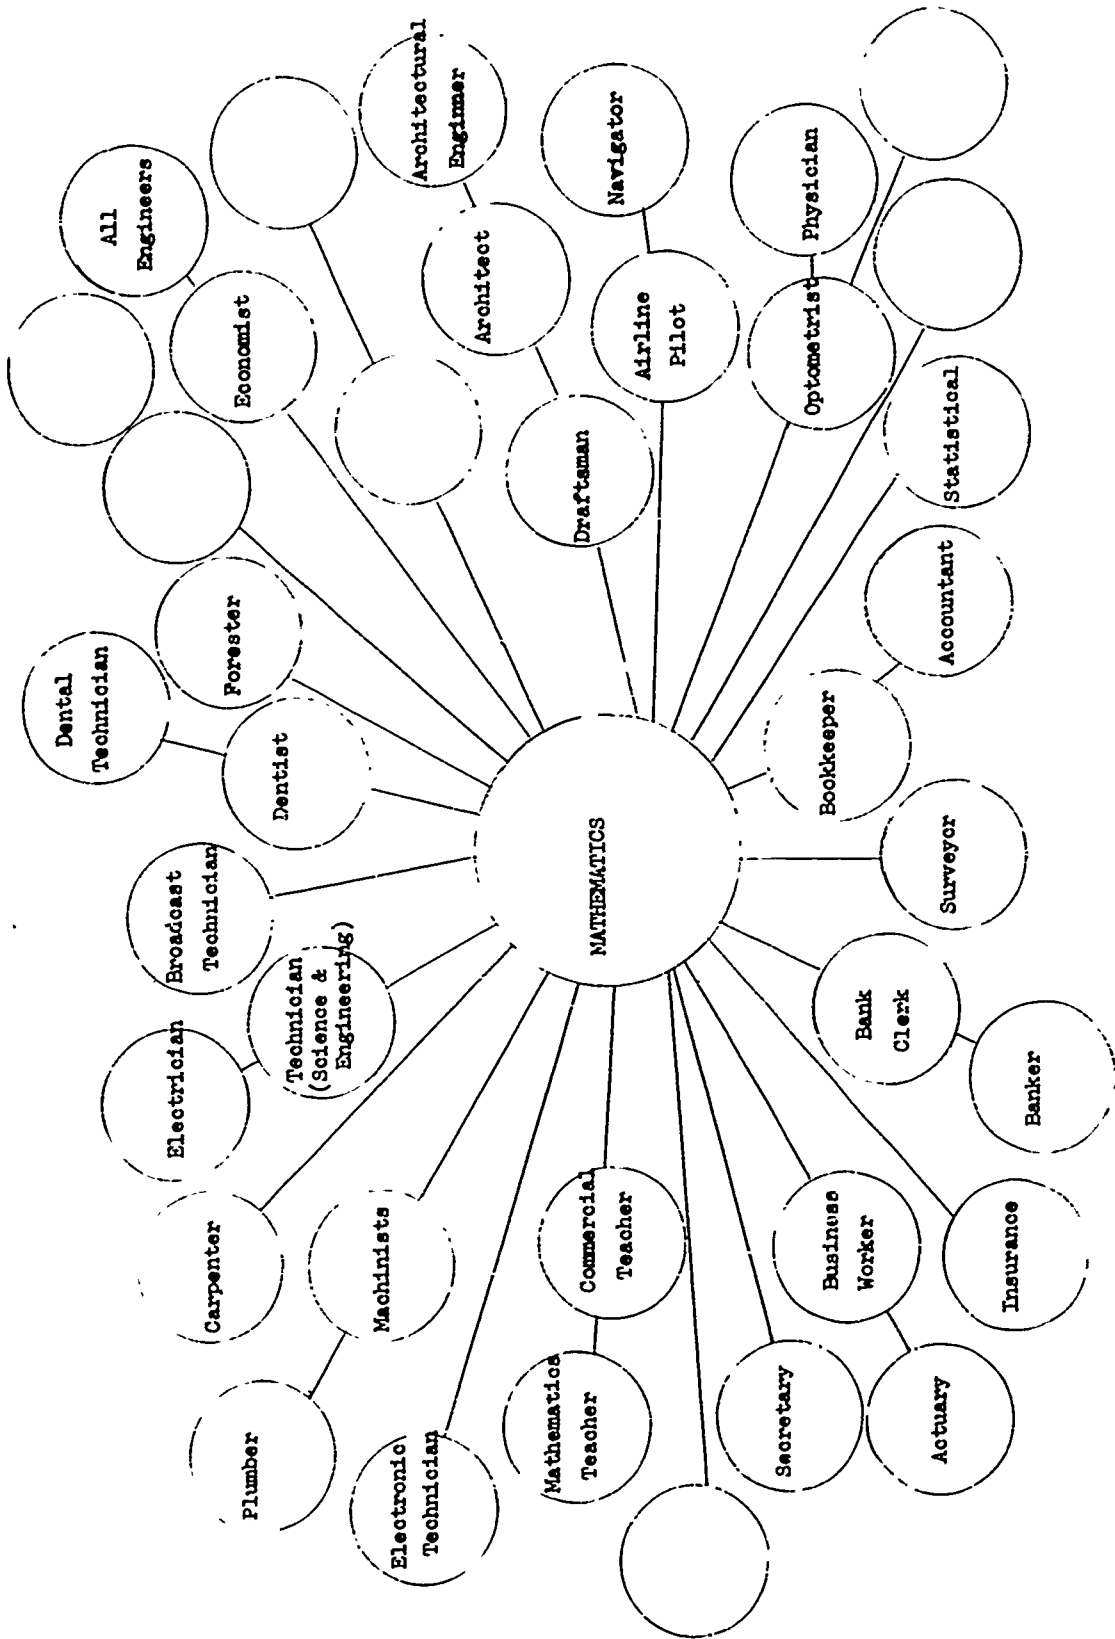 Dental
Technician
All
Engineers
Broadcast
Technician
Forester
Economist
Electrician
Dentist
Carpenter
Technician
(Science &
Engineering)
Plumber
Machinists
Architectural
Enginner
Architect
Electronic
Technician
Draftsman
Navigator
MATHEMATICS
Airline
Pilot
Mathematics
Teacher
Commercial
Teacher
Physician
Optometrist
Secretary
Business
Worker
Bookkeeper
Bank
Clerk
Statistical
Accountant
Surveyor
Actuary
Insurance
Banker